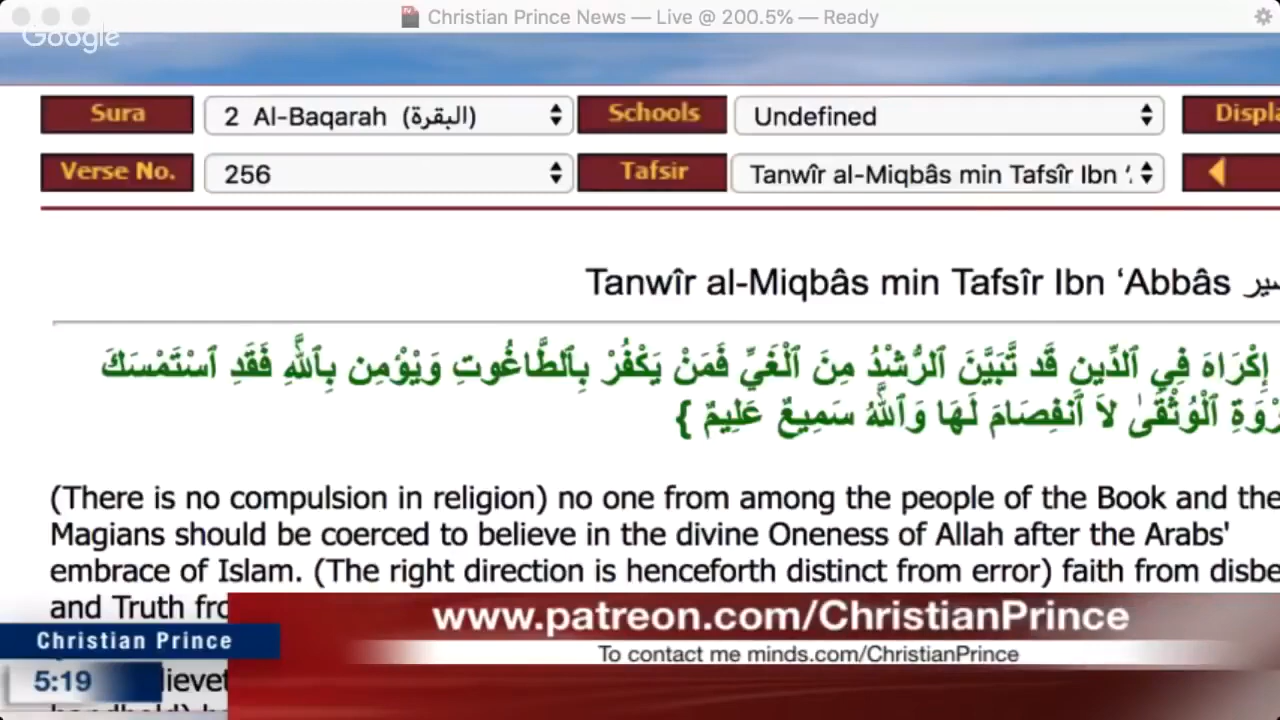 Christian Prince News — Live @ 200.5% — Ready
Google
Sura
2 Al-Baqarah (البقرة)
Schools
Undefined
Verse No.
256
Tafsir
Tanwîr al-Miqbâs min Tafsîr Ibn ‘
Tanwîr al-Miqbâs min Tafsîr Ibn ‘Abbâs
إِكْرَاهَ فِي ٱلدِّينِ قَد تَّبَيَّنَ ٱلرُّشْدُ مِنَ ٱلْغَيِّ فَمَنْ يَكْفُرْ بِٱلطَّاغُوتِ وَيْؤْمِن بِٱللَّهِ فَقَدِ ٱسْتَمْسَكَ
ٱلْوُثْقَىٰ لاَ ٱنفِصَامَ لَهَا وَٱللَّهُ سَمِيعٌ عَلِيمٌ }
(There is no compulsion in religion) no one from among the people of the Book and the
Magians should be coerced to believe in the divine Oneness of Allah after the Arabs'
embrace of Islam. (The right direction is henceforth distinct from error) faith from disbe
and Truth fro
www.patreon.com/ChristianPrince
Christian Prince
To contact me minds.com/ChristianPrince
5:19
lievet